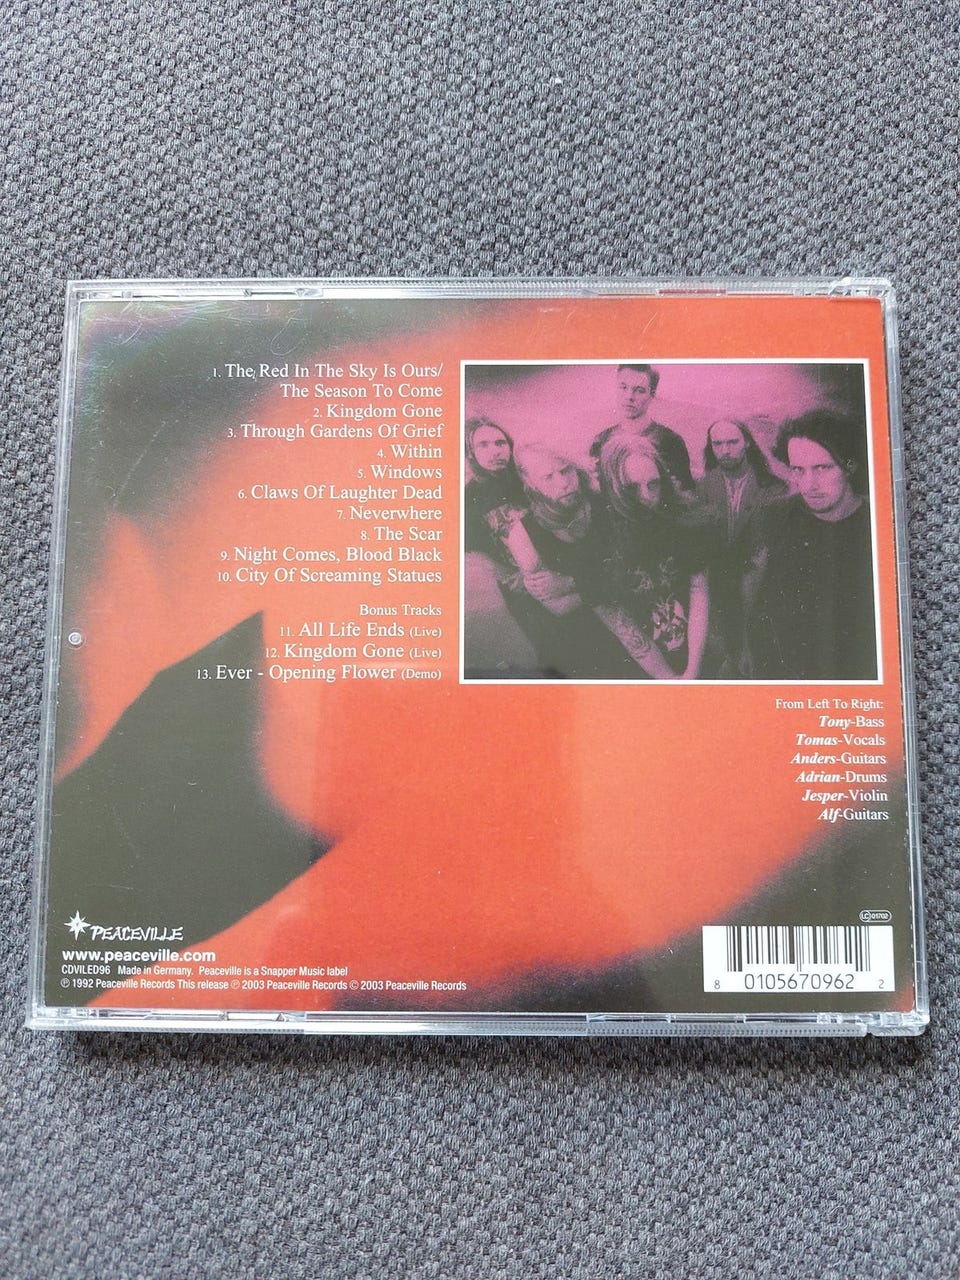 1. The Red In The Sky Is Ours/
The Season To Come
2. Kingdom Gone
3. Through Gardens Of Grief
4. Within
5. Windows
6. Claws Of Laughter Dead
7. Neverwhere
8. The Scar
9. Night Comes, Blood Black
10. City Of Screaming Statues
Bonus Tracks
11. All Life Ends (Live)
12. Kingdom Gone (Live)
13. Ever - Opening Flower (Demo)
From Left To Right:
Tony-Bass
Tomas-Vocals
Anders-Guitars
Adrian-Drums
Jesper-Violin
Alf-Guitars
PEACEVILLE
www.peaceville.com
CDVILED96 Made in Germany. Peaceville is a Snapper Music label
℗ 1992 Peaceville Records This release ℗ 2003 Peaceville Records © 2003 Peaceville Records
LC 01702
8 0105670962 2